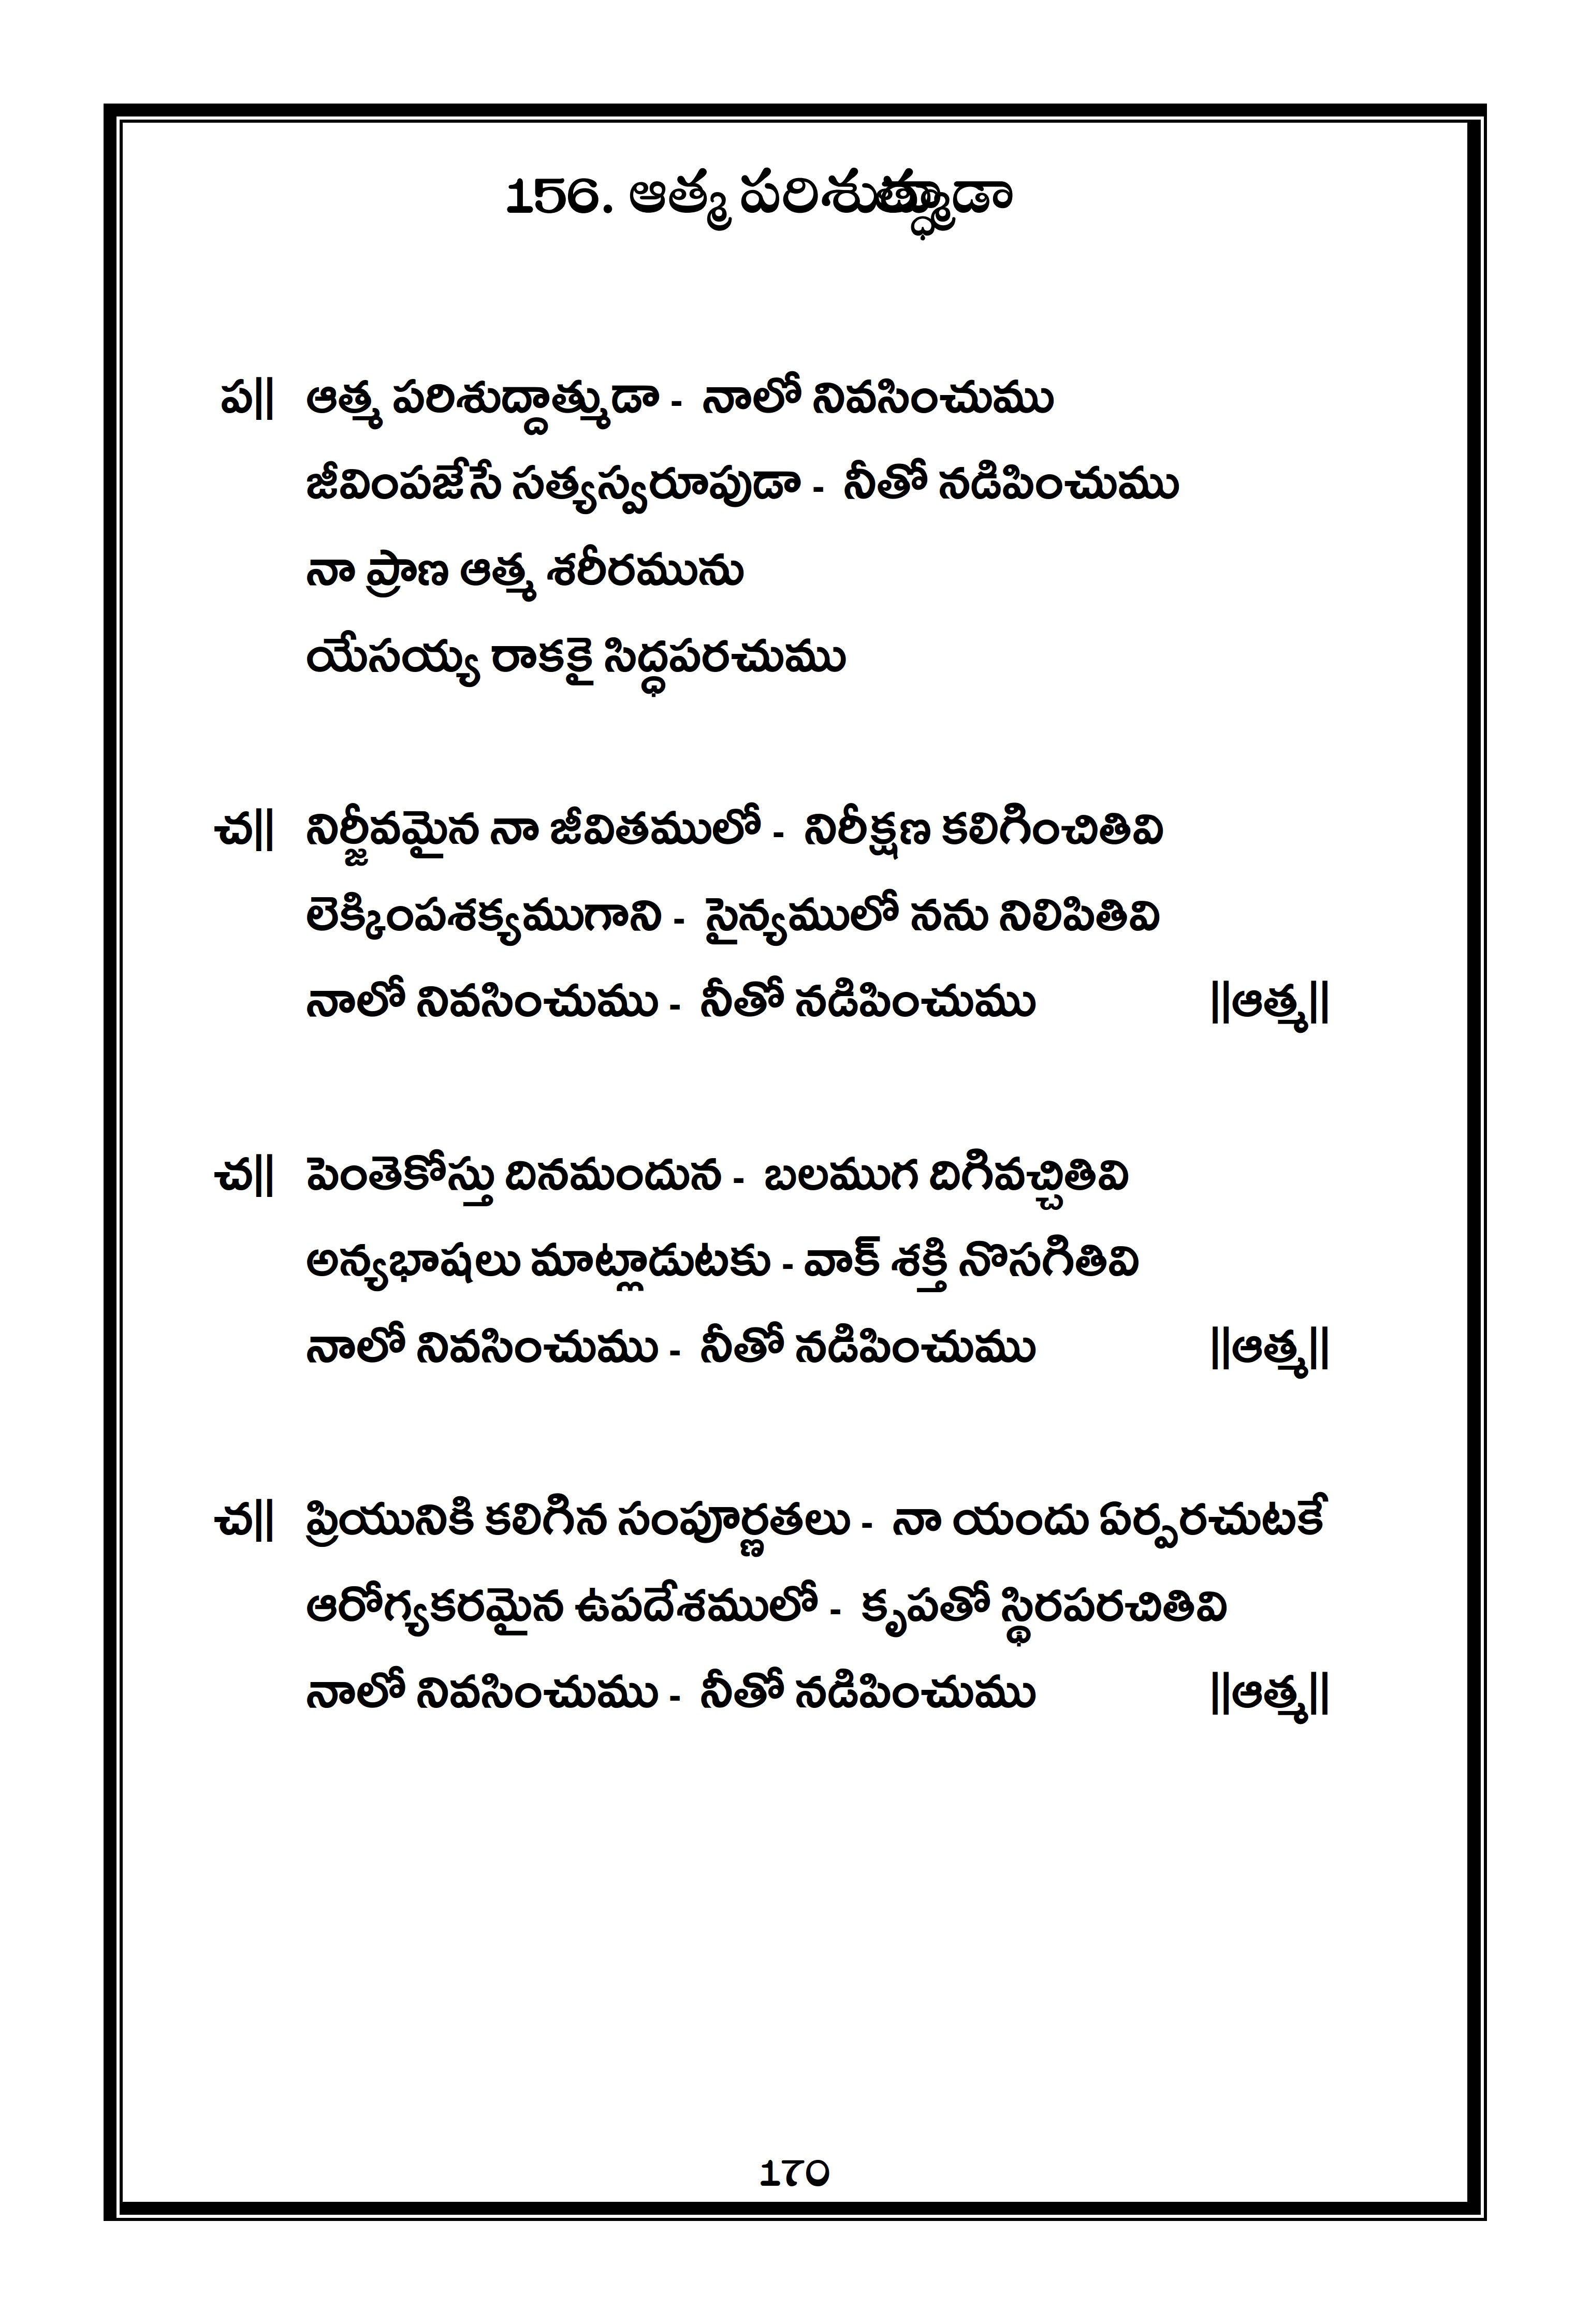 156. ఆత్మ
ప॥ ఆత్మ పరిశుద్దాత్ముడా - నాలో నివసించుము
జీవింపజేసే సత్యస్వరూపుడా - నీతో నడిపించుము
నా ప్రాణ ఆత్మ శరీరమును
యేసయ్య రాకకై సిద్ధపరచుము
చ॥ నిర్జీవమైన నా జీవితములో - నిరీక్షణ కలిగించితివి
లెక్కింపశక్యముగాని - సైన్యములో నను నిలిపితివి
నాలో నివసించుము - నీతో నడిపించుము ॥ఆత్మ॥
చ॥ పెంతెకోస్తు దినమందున - బలముగ దిగివచ్చితివి
అన్యభాషలు మాట్లాడుటకు - వాక్ శక్తి నొసగితివి
నాలో నివసించుము - నీతో నడిపించుము ॥ఆత్మ॥
చ॥ ప్రియునికి కలిగిన సంపూర్ణతలు - నా యందు ఏర్పరచుటకే
ఆరోగ్యకరమైన ఉపదేశములో - కృపతో స్థిరపరచితివి
నాలో నివసించుము - నీతో నడిపించుము ॥ఆత్మ॥
170